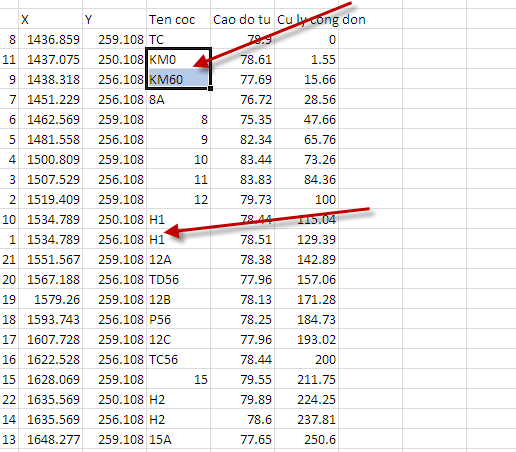 X Y Ten coc Cao do tu Cu ly cong don
8 1436.859 259.108 TC 78.9 0
11 1437.075 250.108 KM0 78.61 1.55
9 1438.318 256.108 KM60 77.69 15.66
7 1451.229 256.108 8A 76.72 28.56
6 1462.569 259.108 8 75.35 47.66
5 1481.558 256.108 9 82.34 65.76
4 1500.809 259.108 10 83.44 73.26
3 1507.529 256.108 11 83.83 84.36
2 1519.409 259.108 12 79.73 100
10 1534.789 250.108 H1 78.44 115.04
1 1534.789 256.108 H1 78.51 129.39
21 1551.567 259.108 12A 78.38 142.89
20 1567.188 256.108 TD56 77.96 157.06
19 1579.26 259.108 12B 78.13 171.28
18 1593.743 256.108 P56 78.25 184.73
17 1607.728 259.108 12C 77.96 193.02
16 1622.528 256.108 TC56 78.44 200
15 1628.069 259.108 15 79.55 211.75
22 1635.569 250.108 H2 79.89 224.25
14 1635.569 256.108 H2 78.6 237.81
13 1648.277 259.108 15A 77.65 250.6